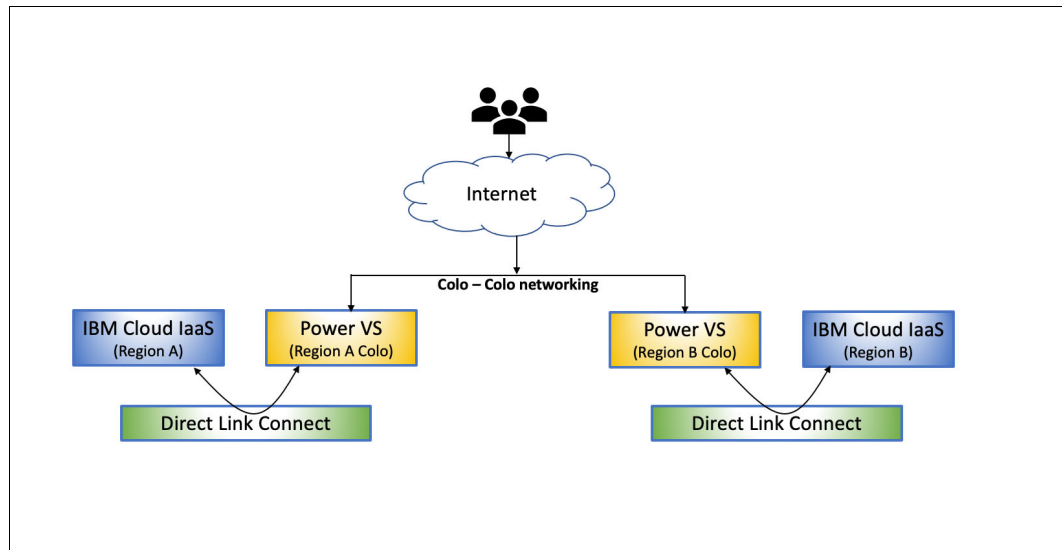 Internet
Colo – Colo networking
IBM Cloud IaaS
(Region A)
Power VS
(Region A Colo)
Power VS
(Region B Colo)
IBM Cloud IaaS
(Region B)
Direct Link Connect
Direct Link Connect